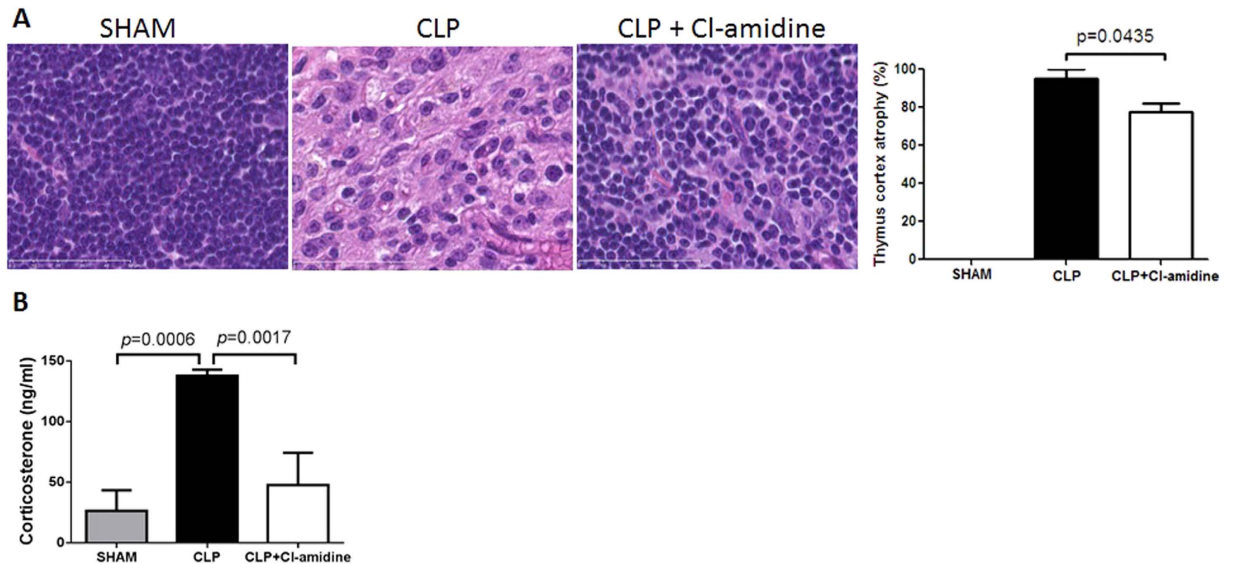 A
SHAM
CLP
CLP + Cl-amidine
p=0.0435
Thymus cortex atrophy (%)
100
80
60
40
20
0
SHAM
CLP
CLP+Cl-amidine
B
p=0.0006
p=0.0017
Corticosterone (ng/ml)
150
100
50
0
SHAM
CLP
CLP+Cl-amidine